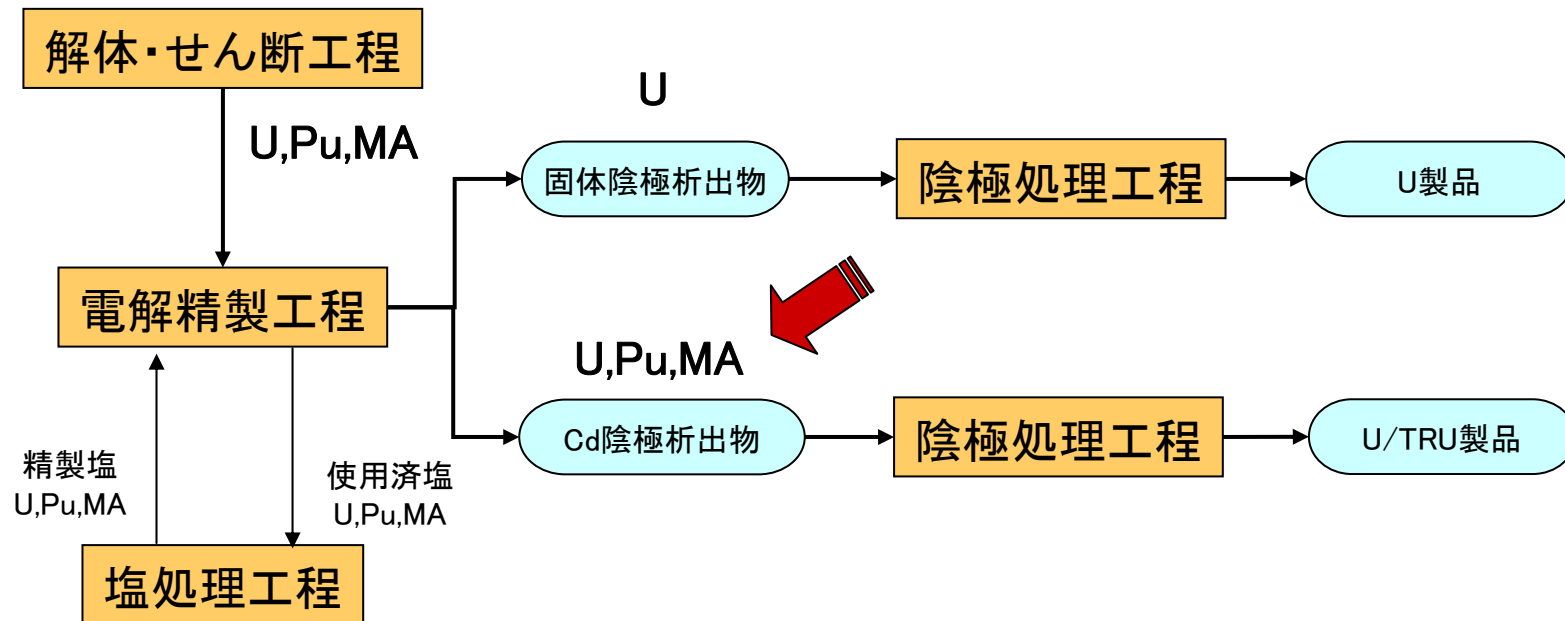 解体・せん断工程
U
U,Pu,MA
固体陰極析出物
陰極処理工程
U製品
電解精製工程
U,Pu,MA
Cd陰極析出物
陰極処理工程
U/TRU製品
精製塩
U,Pu,MA
使用済塩
U,Pu,MA
塩処理工程